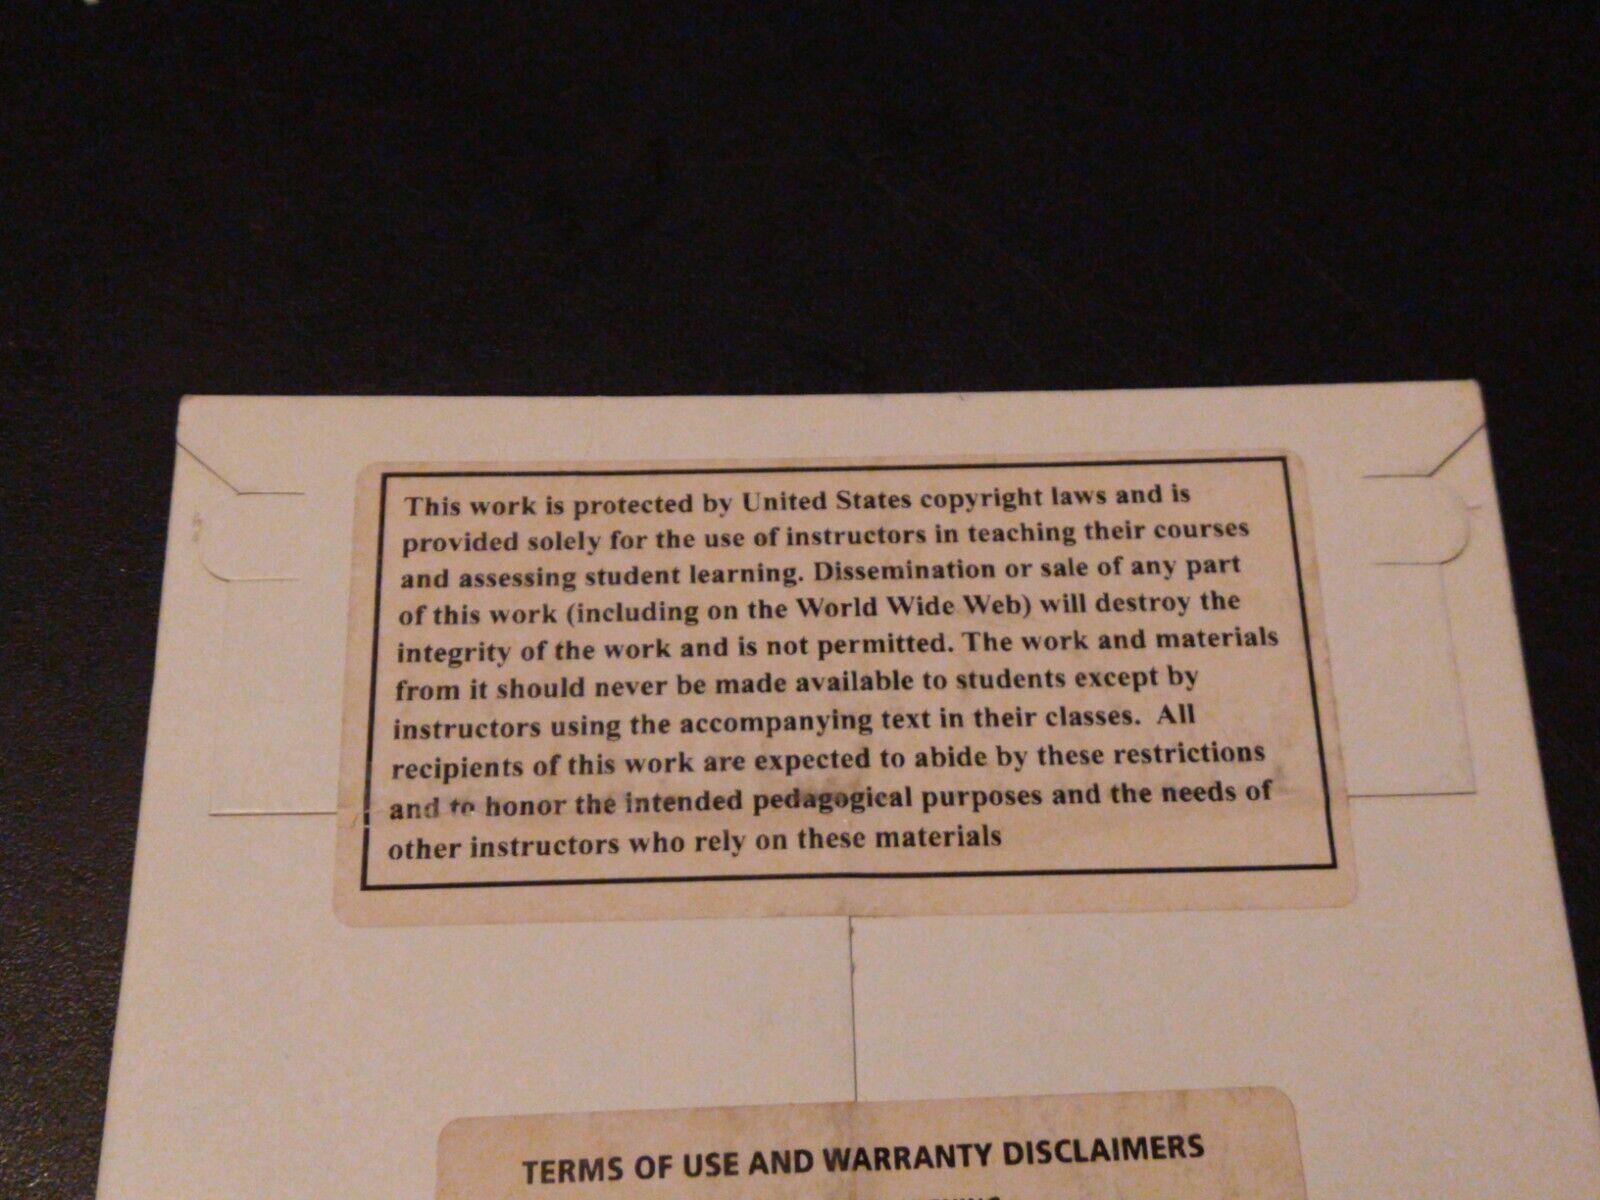 This work is protected by United States copyright laws and is
provided solely for the use of instructors in teaching their courses
and assessing student learning. Dissemination or sale of any part
of this work (including on the World Wide Web) will destroy the
integrity of the work and is not permitted. The work and materials
from it should never be made available to students except by
instructors using the accompanying text in their classes.  All
recipients of this work are expected to abide by these restrictions
and to honor the intended pedagogical purposes and the needs of
other instructors who rely on these materials
TERMS OF USE AND WARRANTY DISCLAIMERS